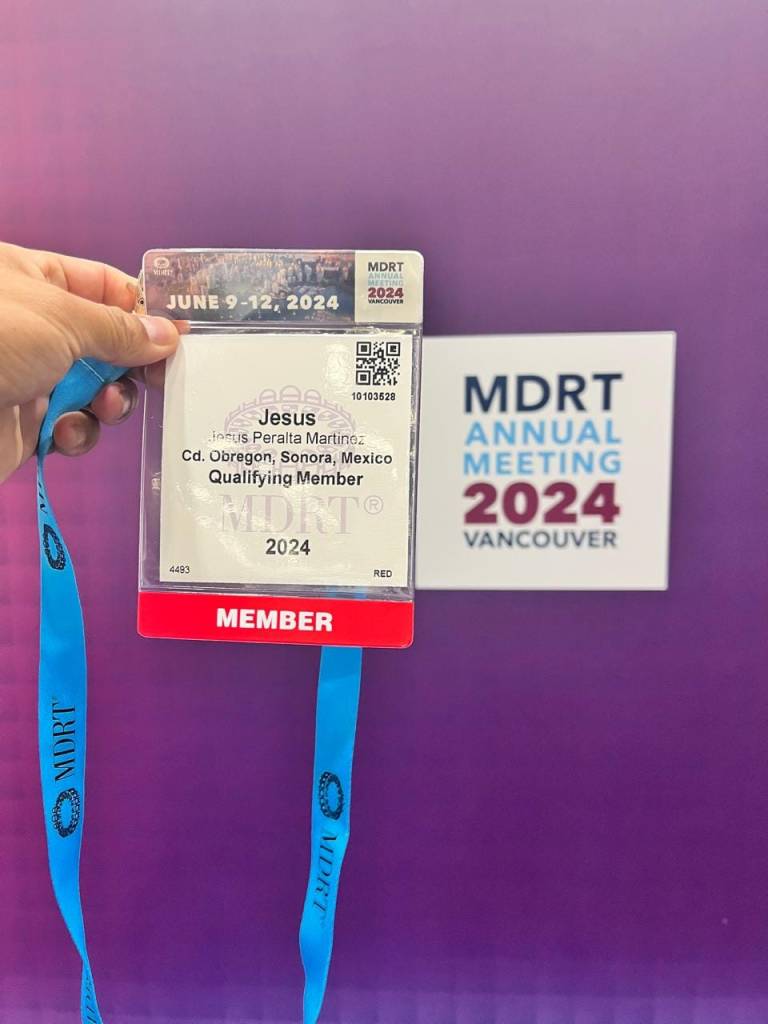 MDRT
JUNE 9-12, 2024
MDRT
ANNUAL
MEETING
2024
VANCOUVER
10103528
Jesus
Jesus Peralta Martinez
Cd. Obregon, Sonora, Mexico
Qualifying Member
MDRT®
2024
4493 RED
MEMBER
MDRT
ANNUAL
MEETING
2024
VANCOUVER
MDRT®
MDRT®